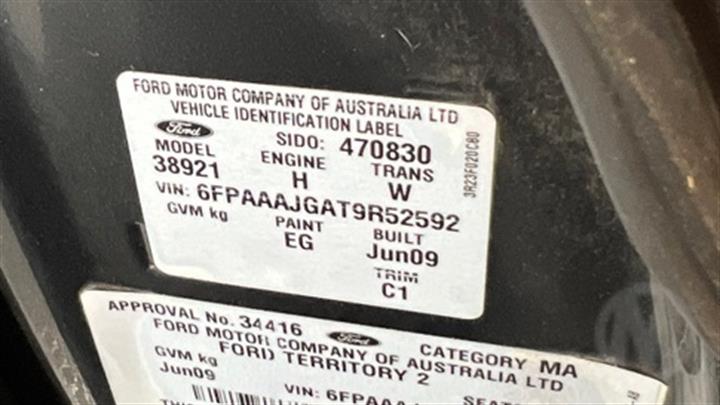 FORD MOTOR COMPANY OF AUSTRALIA LTD
VEHICLE IDENTIFICATION LABEL
Ford SIDO: 470830
MODEL ENGINE TRANS
38921 H W
VIN: 6FPAAAJGAT9R52592
GVM kg PAINT BUILT
EG Jun09
TRIM
C1
3R23F020C80
APPROVAL No. 34416 Ford CATEGORY MA
FORD MOTOR COMPANY OF AUSTRALIA LTD
GVM kg FORD TERRITORY 2
Jun09
VIN: 6FPAAAJ